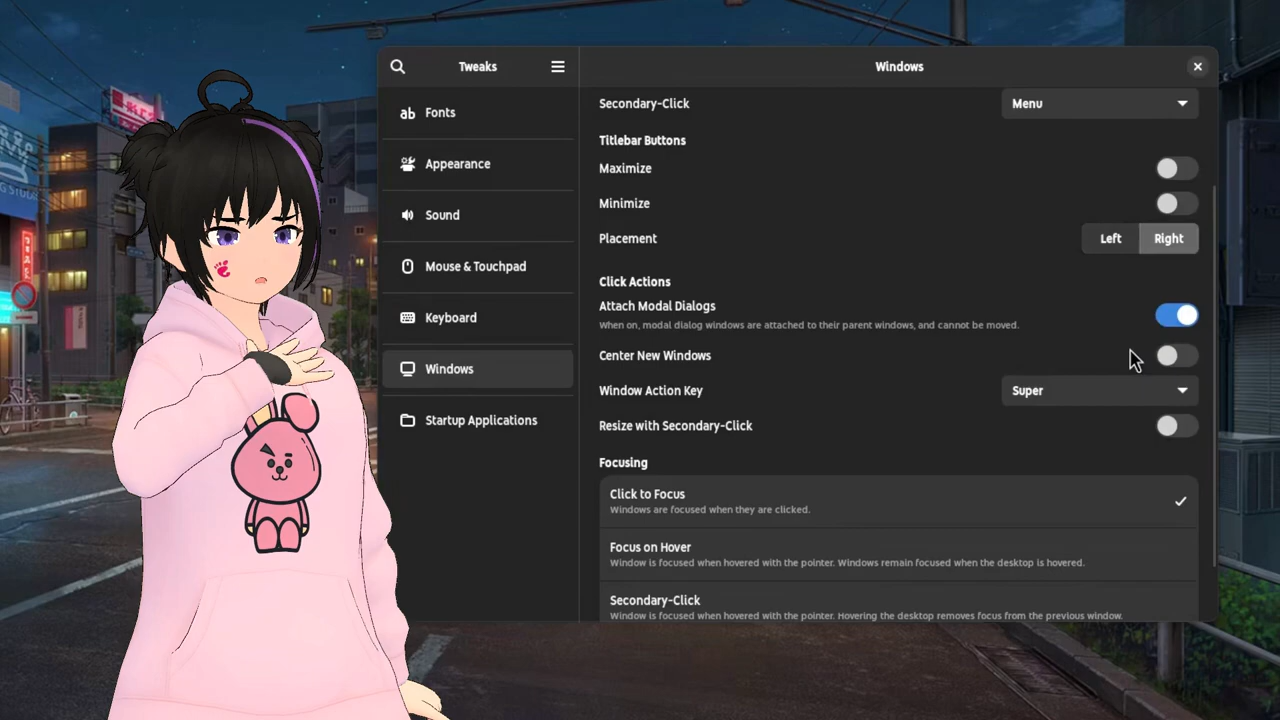 Tweaks
Windows
Fonts
Appearance
Sound
Mouse & Touchpad
Keyboard
Windows
Startup Applications
Secondary-Click
Menu
Titlebar Buttons
Maximize
Minimize
Placement
Left
Right
Click Actions
Attach Modal Dialogs
When on, modal dialog windows are attached to their parent windows, and cannot be moved.
Center New Windows
Window Action Key
Super
Resize with Secondary-Click
Focusing
Click to Focus
Windows are focused when they are clicked.
Focus on Hover
Window is focused when hovered with the pointer. Windows remain focused when the desktop is hovered.
Secondary-Click
Window is focused when hovered with the pointer. Hovering the desktop removes focus from the previous window.